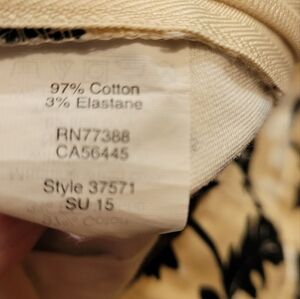 97% Cotton
3% Elastane
RN77388
CA56445
Style 37571
SU 15